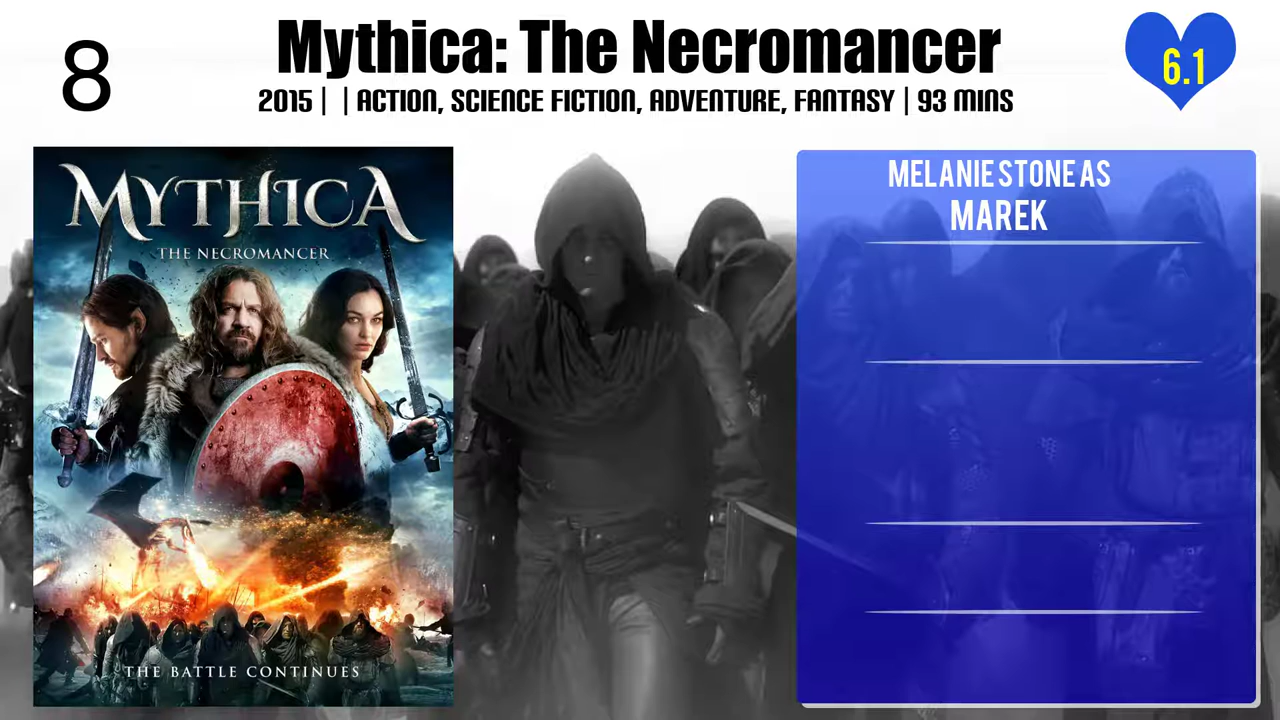 8
Mythica: The Necromancer
6.1
2015 | | ACTION, SCIENCE FICTION, ADVENTURE, FANTASY | 93 MINS
MYTHICA
THE NECROMANCER
THE BATTLE CONTINUES
MELANIE STONE AS
MAREK